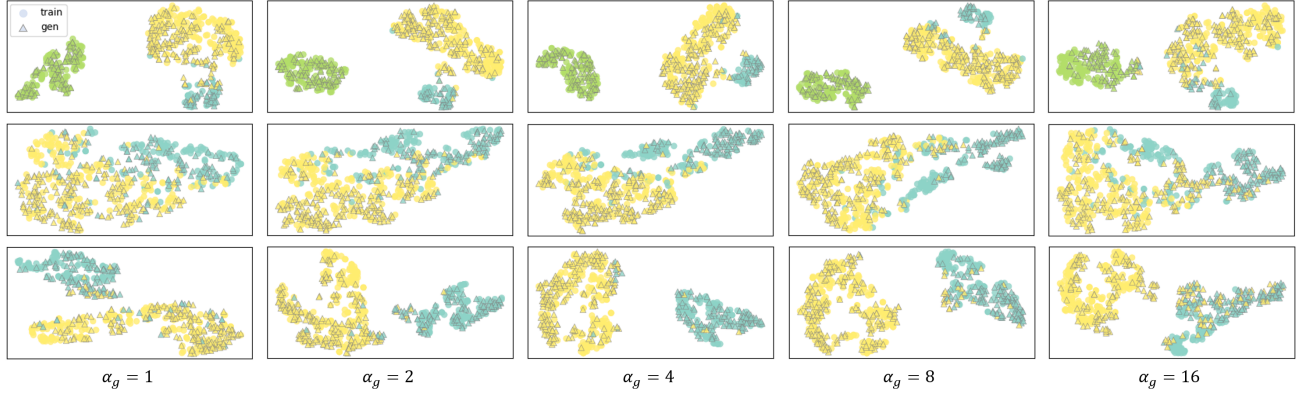 train
gen
α_g = 1
α_g = 2
α_g = 4
α_g = 8
α_g = 16